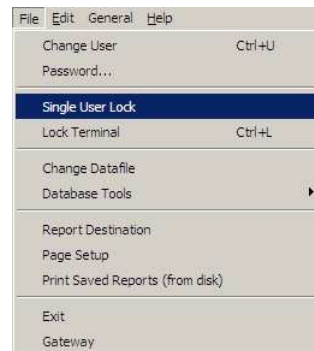 File Edit General Help
Change User Ctrl+U
Password...
Single User Lock
Lock Terminal Ctrl+L
Change Datafile
Database Tools
Report Destination
Page Setup
Print Saved Reports (from disk)
Exit
Gateway